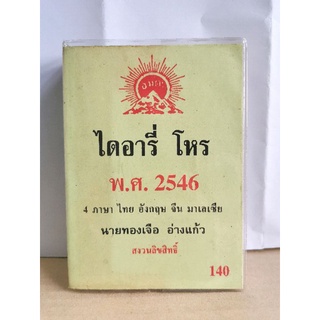 ไดอารี่ โหร
พ.ศ. 2546
4 ภาษา ไทย อังกฤษ จีน มาเลเซีย
นายทองเจือ อ่างแก้ว
สงวนลิขสิทธิ์
140